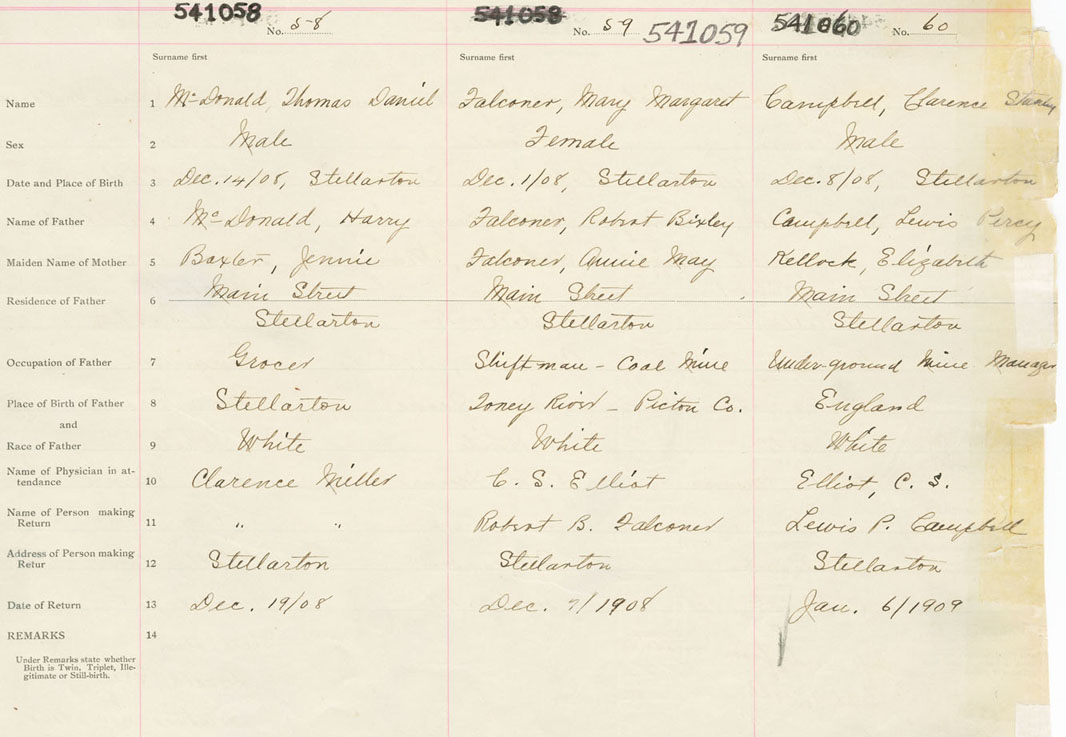 541058 No. 58 541058 No. 59 541059 541060 No. 60
Surname first Surname first Surname first
Name 1 McDonald, Thomas Daniel Falconer, Mary Margaret Campbell, Clarence Stanley
Sex 2 Male Female Male
Date and Place of Birth 3 Dec. 14/08, Stellarton Dec. 1/08, Stellarton Dec. 8/08, Stellarton
Name of Father 4 McDonald, Harry Falconer, Robert Bixley Campbell, Lewis Percy
Maiden Name of Mother 5 Baxter, Jennie Falconer, Annie May Kellock, Elizabeth
Residence of Father 6 Main Street Main Street Main Street
Stellarton Stellarton Stellarton
Occupation of Father 7 Grocer Shiftman - Coal Mine Under-ground Mine Manager
Place of Birth of Father 8 Stellarton Toney River - Pictou Co. England
and
Race of Father 9 White White White
Name of Physician in at-
tendance 10 Clarence Miller C. S. Elliot Elliot, C. S.
Name of Person making
Return 11 " " Robert B. Falconer Lewis P. Campbell
Address of Person making
Retur 12 Stellarton Stellarton Stellarton
Date of Return 13 Dec. 19/08 Dec. 7/1908 Jan. 6/1909
REMARKS 14
Under Remarks state whether
Birth is Twin, Triplet, Ille-
gitimate or Still-birth.